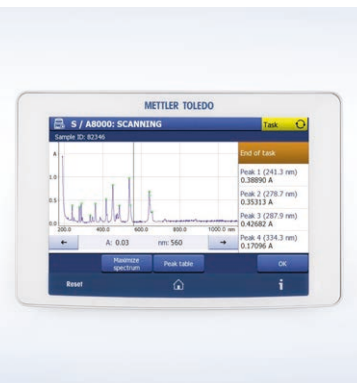 METTLER TOLEDO
S / A8000: SCANNING
Task
Sample ID: 82346
End of task
A
1.0
0.5
0.0
200.0
400.0
600.0
800.0
1000.0 nm
Peak 1 (241.3 nm)
0.38890 A
Peak 2 (278.7 nm)
0.35313 A
Peak 3 (287.9 nm)
0.42682 A
Peak 4 (334.3 nm)
0.17096 A
← A: 0.03 nm: 560 →
Maximize
spectrum
Peak table
OK
Reset
i